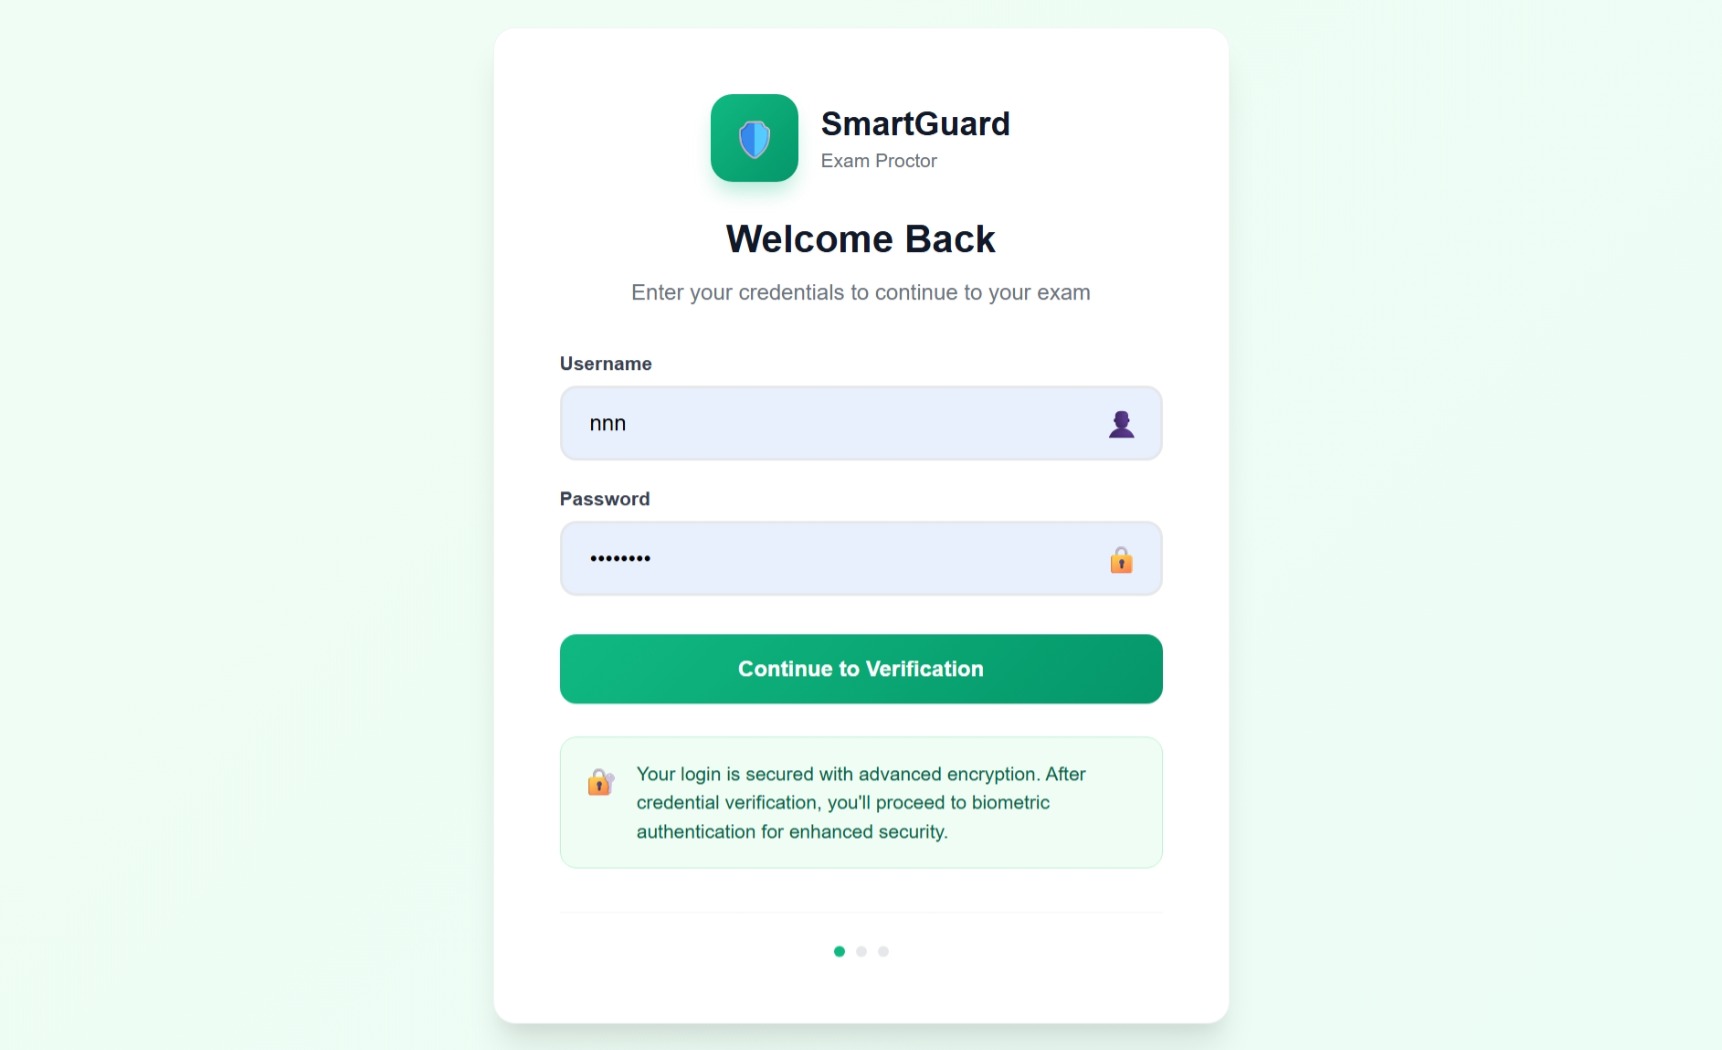 SmartGuard
Exam Proctor
Welcome Back
Enter your credentials to continue to your exam
Username
nnn
Password
••••••••
Continue to Verification
Your login is secured with advanced encryption. After
credential verification, you'll proceed to biometric
authentication for enhanced security.